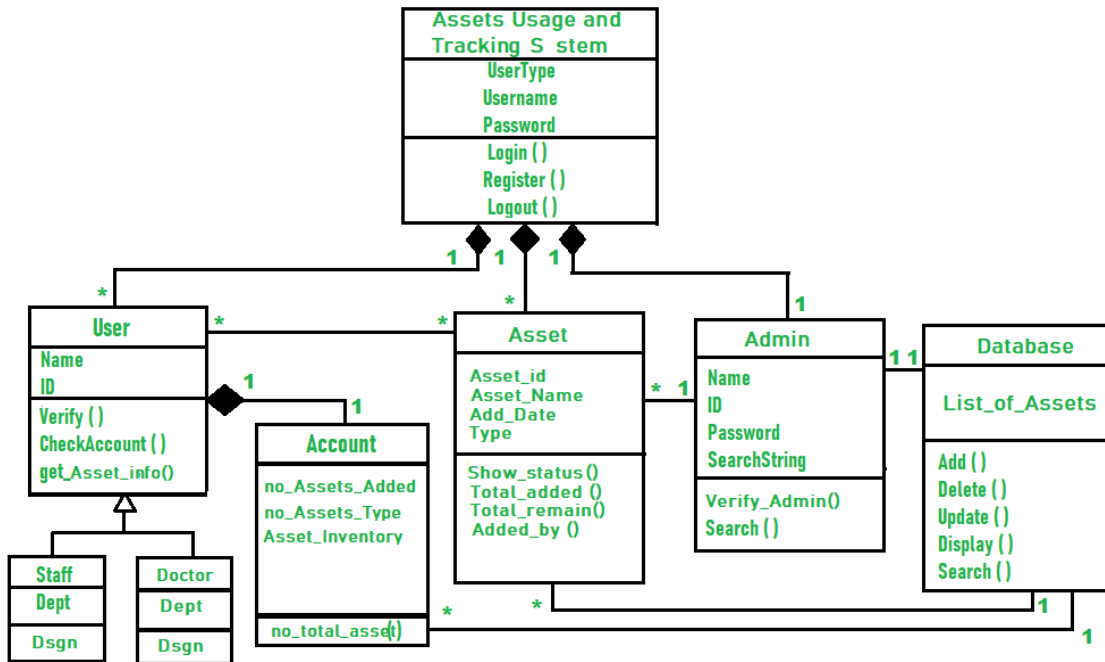 Assets Usage and
Tracking S stem
UserType
Username
Password
Login ( )
Register ( )
Logout ( )
1
1
1
*
*
1
User
Name
ID
Verify ( )
CheckAccount ( )
get_Asset_info()
*
*
1
1
Asset
Asset_id
Asset_Name
Add_Date
Type
Show_status()
Total_added ()
Total_remain()
Added_by ()
*
1
Admin
Name
ID
Password
SearchString
Verify_Admin()
Search ( )
1 1
Database
List_of_Assets
Add ( )
Delete ( )
Update ( )
Display ( )
Search ( )
Account
no_Assets_Added
no_Assets_Type
Asset_Inventory
no_total_asset()
Staff
Dept
Dsgn
Doctor
Dept
Dsgn
*
1
*
1